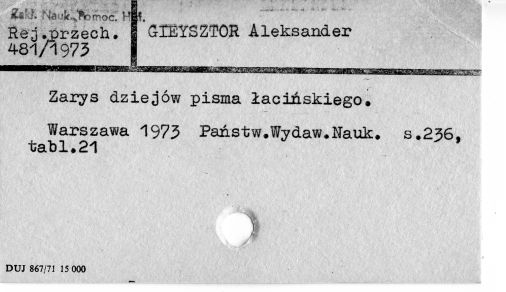 Zakł. Nauk. Pomoc. Hist.
Rej.przech.
481/1973
GIEYSZTOR Aleksander
Zarys dziejów pisma łacińskiego.
Warszawa 1973 Państw.Wydaw.Nauk. s.236,
tabl.21
DUJ 867/71 15 000